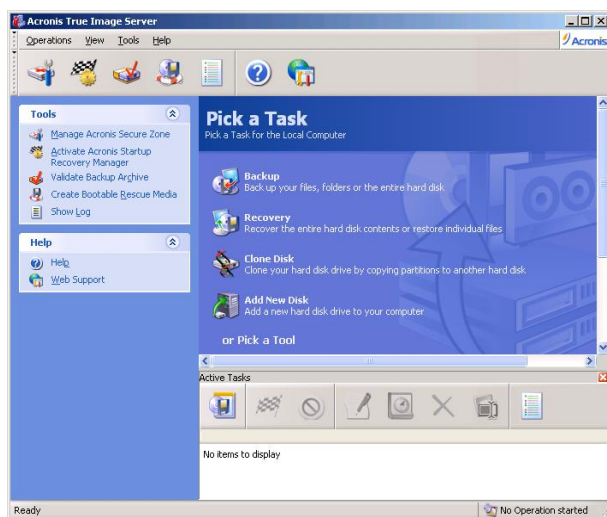 Acronis True Image Server
Operations View Tools Help
Acronis
Tools
Manage Acronis Secure Zone
Activate Acronis Startup
Recovery Manager
Validate Backup Archive
Create Bootable Rescue Media
Show Log
Help
Help
Web Support
Pick a Task
Pick a Task for the Local Computer
Backup
Back up your files, folders or the entire hard disk
Recovery
Recover the entire hard disk contents or restore individual files
Clone Disk
Clone your hard disk drive by copying partitions to another hard disk
Add New Disk
Add a new hard disk drive to your computer
or Pick a Tool
Active Tasks
No items to display
Ready
No Operation started